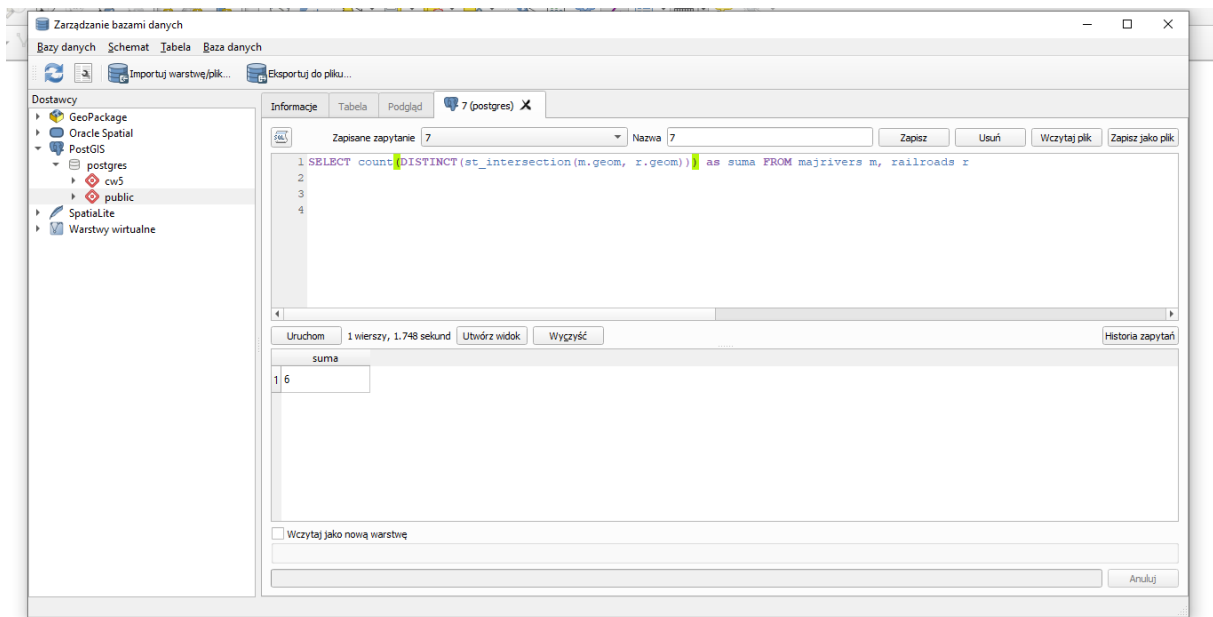 Zarządzanie bazami danych
Bazy danych Schemat Tabela Baza danych
Importuj warstwę/plik... Eksportuj do pliku...
Dostawcy
GeoPackage
Oracle Spatial
PostGIS
postgres
cw5
public
SpatiaLite
Warstwy wirtualne
Informacje Tabela Podgląd 7 (postgres)
SQL Zapisane zapytanie 7 Nazwa 7 Zapisz Usuń Wczytaj plik Zapisz jako plik
1 SELECT count(DISTINCT(st_intersection(m.geom, r.geom))) as suma FROM majrivers m, railroads r
2
3
4
Uruchom 1 wierszy, 1.748 sekund Utwórz widok Wyczyść Historia zapytań
suma
1 6
Wczytaj jako nową warstwę
Anuluj